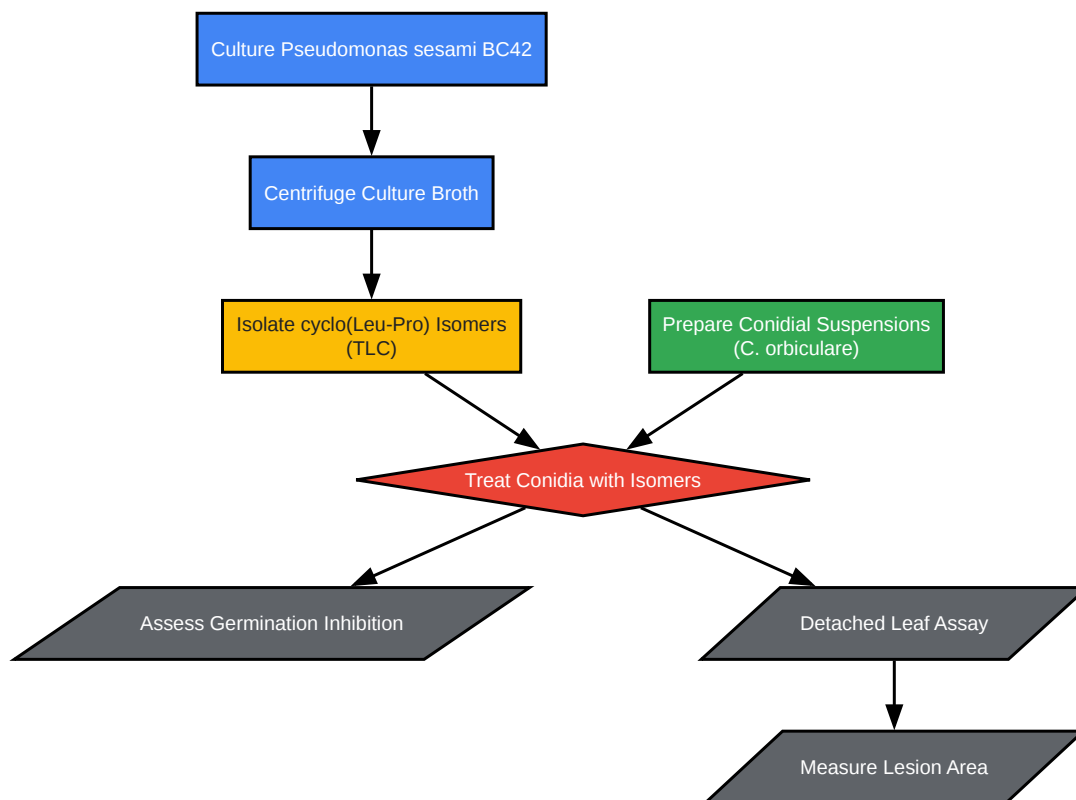 Culture Pseudomonas sesami BC42
Centrifuge Culture Broth
Isolate cyclo(Leu-Pro) Isomers
(TLC)
Prepare Conidial Suspensions
(C. orbiculare)
Treat Conidia with Isomers
Assess Germination Inhibition
Detached Leaf Assay
Measure Lesion Area